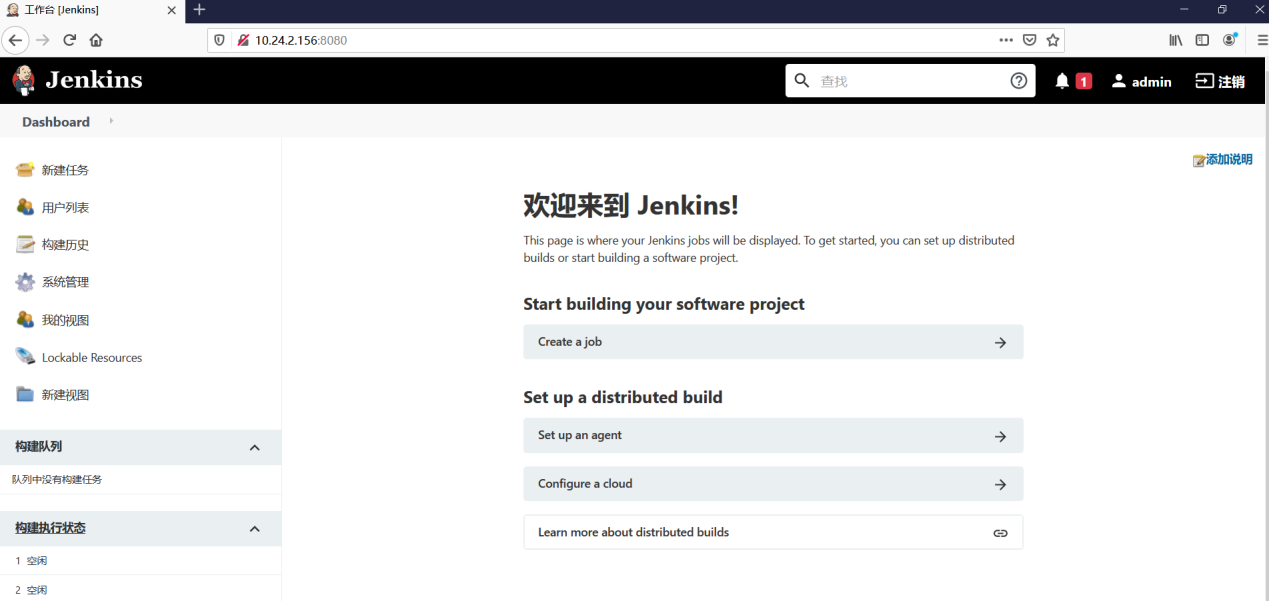 工作台 [Jenkins]
10.24.2.156:8080
Jenkins
查找
1
admin
注销
Dashboard
添加说明
新建任务
用户列表
构建历史
系统管理
我的视图
Lockable Resources
新建视图
构建队列
队列中没有构建任务
构建执行状态
1 空闲
2 空闲
欢迎来到 Jenkins!
This page is where your Jenkins jobs will be displayed. To get started, you can set up distributed
builds or start building a software project.
Start building your software project
Create a job
Set up a distributed build
Set up an agent
Configure a cloud
Learn more about distributed builds